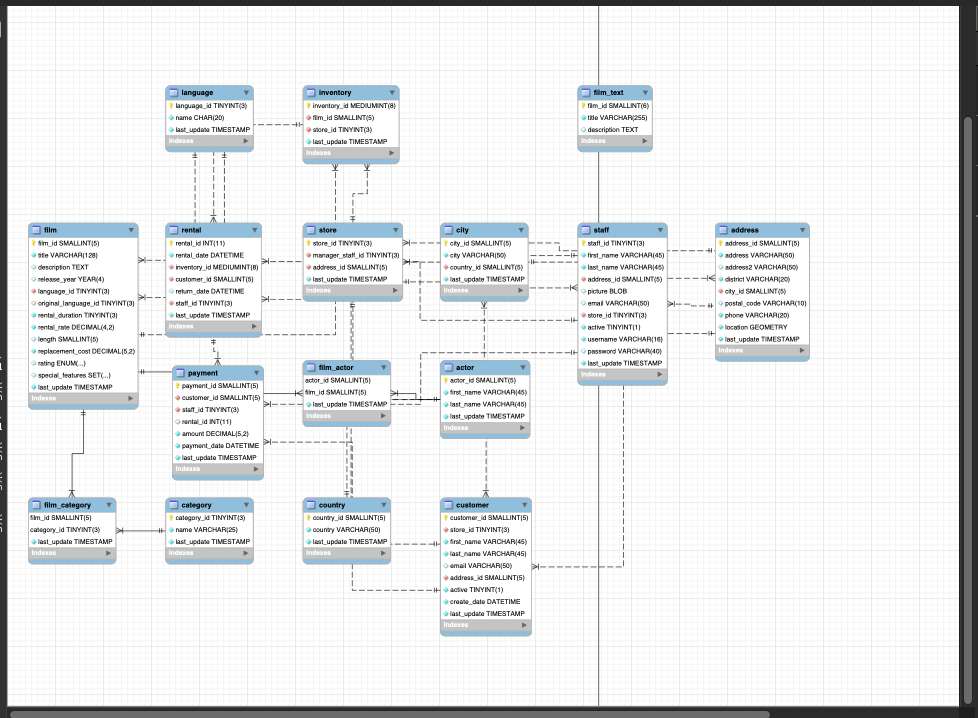 language
language_id TINYINT(3)
name CHAR(20)
last_update TIMESTAMP
Indexes
inventory
inventory_id MEDIUMINT(8)
film_id SMALLINT(5)
store_id TINYINT(3)
last_update TIMESTAMP
Indexes
film_text
film_id SMALLINT(6)
title VARCHAR(255)
description TEXT
Indexes
film
film_id SMALLINT(5)
title VARCHAR(128)
description TEXT
release_year YEAR(4)
language_id TINYINT(3)
original_language_id TINYINT(3)
rental_duration TINYINT(3)
rental_rate DECIMAL(4,2)
length SMALLINT(5)
replacement_cost DECIMAL(5,2)
rating ENUM(...)
special_features SET(...)
last_update TIMESTAMP
Indexes
rental
rental_id INT(11)
rental_date DATETIME
inventory_id MEDIUMINT(8)
customer_id SMALLINT(5)
return_date DATETIME
staff_id TINYINT(3)
last_update TIMESTAMP
Indexes
store
store_id TINYINT(3)
manager_staff_id TINYINT(3)
address_id SMALLINT(5)
last_update TIMESTAMP
Indexes
city
city_id SMALLINT(5)
city VARCHAR(50)
country_id SMALLINT(5)
last_update TIMESTAMP
Indexes
staff
staff_id TINYINT(3)
first_name VARCHAR(45)
last_name VARCHAR(45)
address_id SMALLINT(5)
picture BLOB
email VARCHAR(50)
store_id TINYINT(3)
active TINYINT(1)
username VARCHAR(16)
password VARCHAR(40)
last_update TIMESTAMP
Indexes
address
address_id SMALLINT(5)
address VARCHAR(50)
address2 VARCHAR(50)
district VARCHAR(20)
city_id SMALLINT(5)
postal_code VARCHAR(10)
phone VARCHAR(20)
location GEOMETRY
last_update TIMESTAMP
Indexes
payment
payment_id SMALLINT(5)
customer_id SMALLINT(5)
staff_id TINYINT(3)
rental_id INT(11)
amount DECIMAL(5,2)
payment_date DATETIME
last_update TIMESTAMP
Indexes
film_actor
actor_id SMALLINT(5)
film_id SMALLINT(5)
last_update TIMESTAMP
Indexes
actor
actor_id SMALLINT(5)
first_name VARCHAR(45)
last_name VARCHAR(45)
last_update TIMESTAMP
Indexes
film_category
film_id SMALLINT(5)
category_id TINYINT(3)
last_update TIMESTAMP
Indexes
category
category_id TINYINT(3)
name VARCHAR(25)
last_update TIMESTAMP
Indexes
country
country_id SMALLINT(5)
country VARCHAR(50)
last_update TIMESTAMP
Indexes
customer
customer_id SMALLINT(5)
store_id TINYINT(3)
first_name VARCHAR(45)
last_name VARCHAR(45)
email VARCHAR(50)
address_id SMALLINT(5)
active TINYINT(1)
create_date DATETIME
last_update TIMESTAMP
Indexes